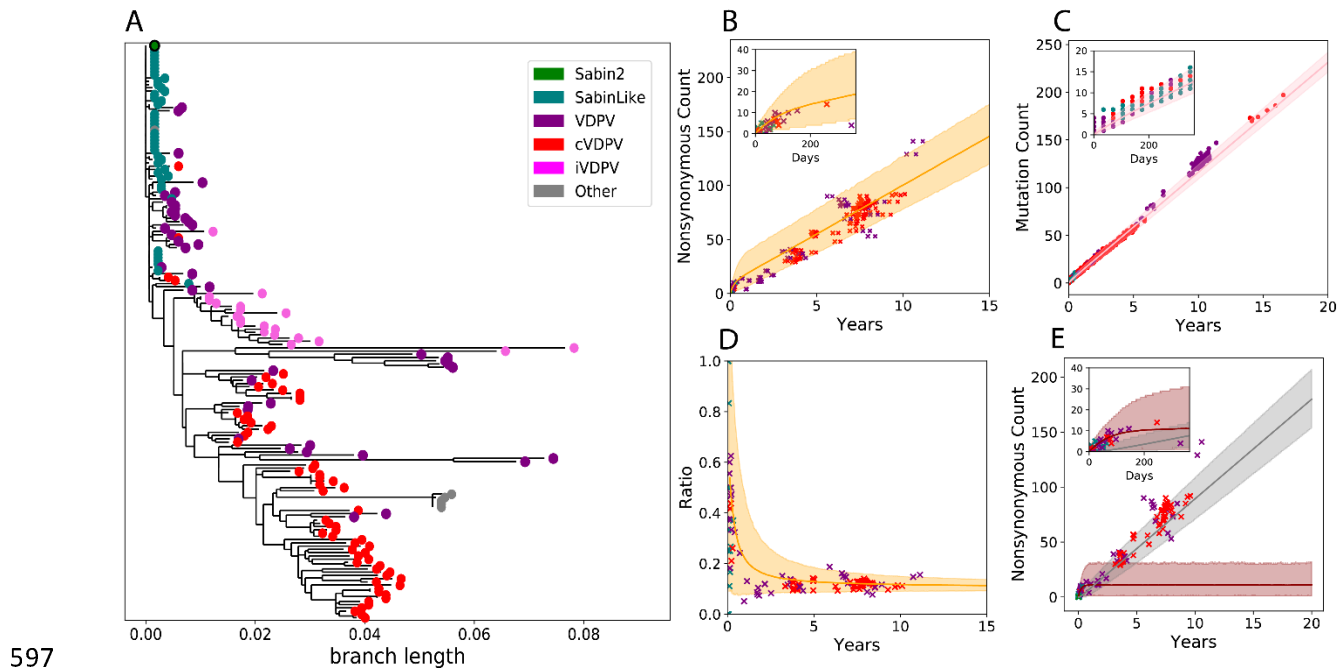 A
Sabin2
SabinLike
VDPV
cVDPV
iVDPV
Other
0.00 0.02 0.04 0.06 0.08
branch length
B
Nonsynonymous Count
200
150
100
50
0
0 5 10 15
Years
40
30
20
10
0
0 200
Days
C
Mutation Count
250
200
150
100
50
0
0 5 10 15 20
Years
20
15
10
5
0
0 200
Days
D
Ratio
1.0
0.8
0.6
0.4
0.2
0.0
0 5 10 15
Years
E
Nonsynonymous Count
200
150
100
50
0
0 5 10 15 20
Years
40
30
20
10
0
0 200
Days
597